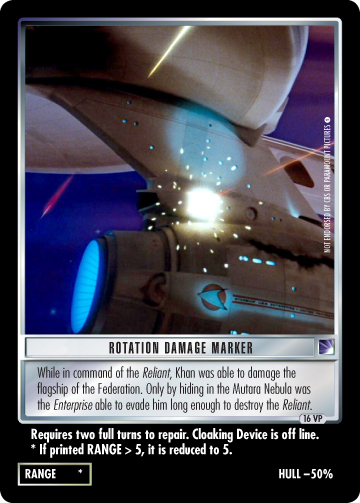 NOT ENDORSED BY CBS OR PARAMOUNT PICTURES
ROTATION DAMAGE MARKER
While in command of the Reliant, Khan was able to damage the
flagship of the Federation. Only by hiding in the Mutara Nebula was
the Enterprise able to evade him long enough to destroy the Reliant.
16 VP
Requires two full turns to repair. Cloaking Device is off line.
* If printed RANGE > 5, it is reduced to 5.
RANGE *
HULL –50%